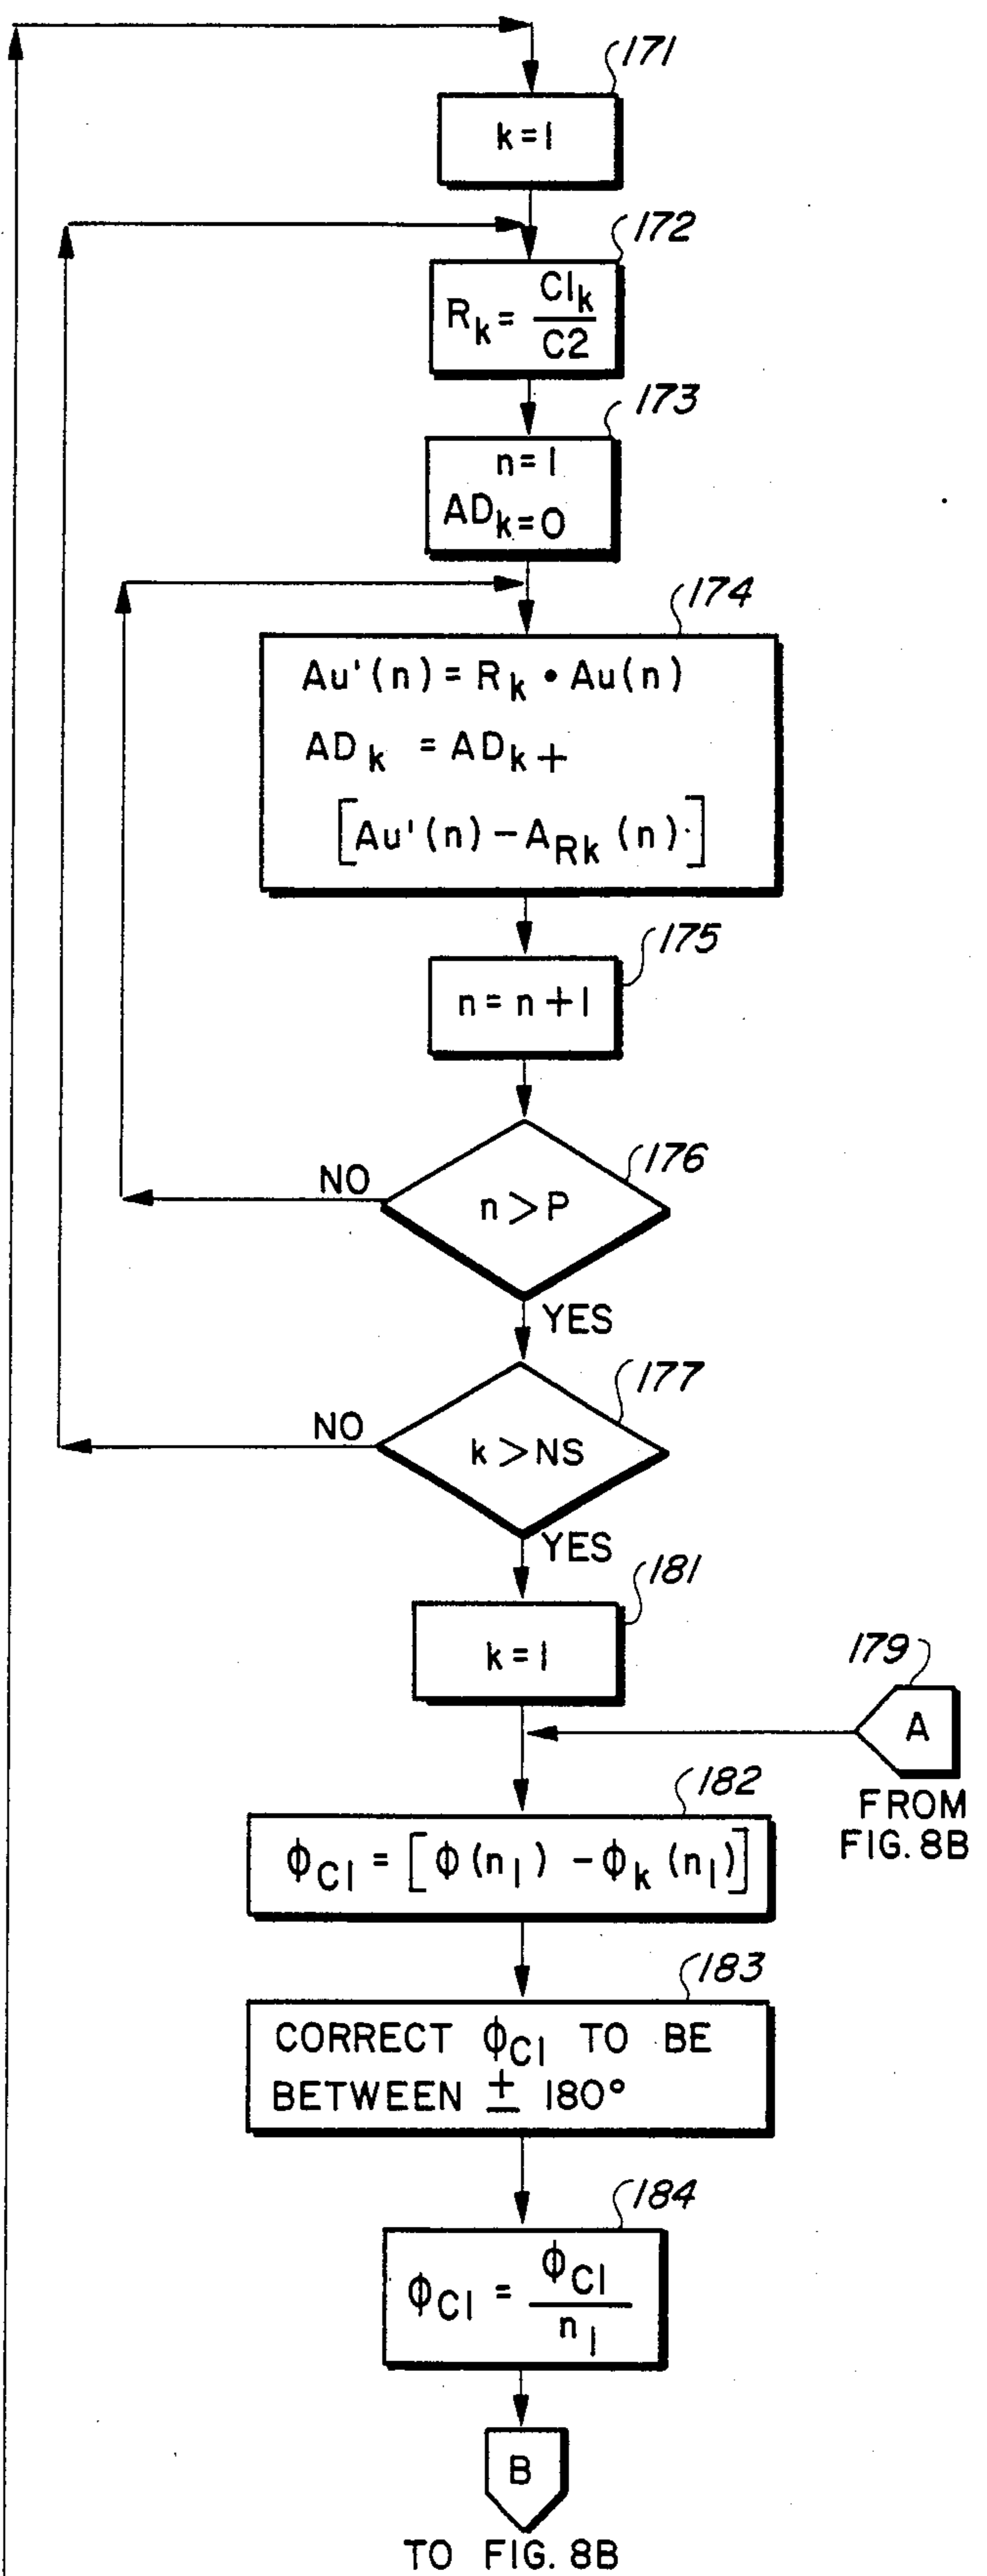 171
k=1
172
R_k = C1_k / C2
173
n=1
AD_k=0
174
Au'(n) = R_k • Au(n)
AD_k = AD_k +
[Au'(n) - A_Rk (n)]
175
n = n + 1
176
NO
n > P
YES
177
NO
k > NS
YES
181
k=1
179
A
FROM
FIG. 8B
182
ϕ_C1 = [ϕ(n_1) - ϕ_k (n_1)]
183
CORRECT ϕ_C1 TO BE
BETWEEN ± 180°
184
ϕ_C1 = ϕ_C1 / n_1
B
TO FIG. 8B